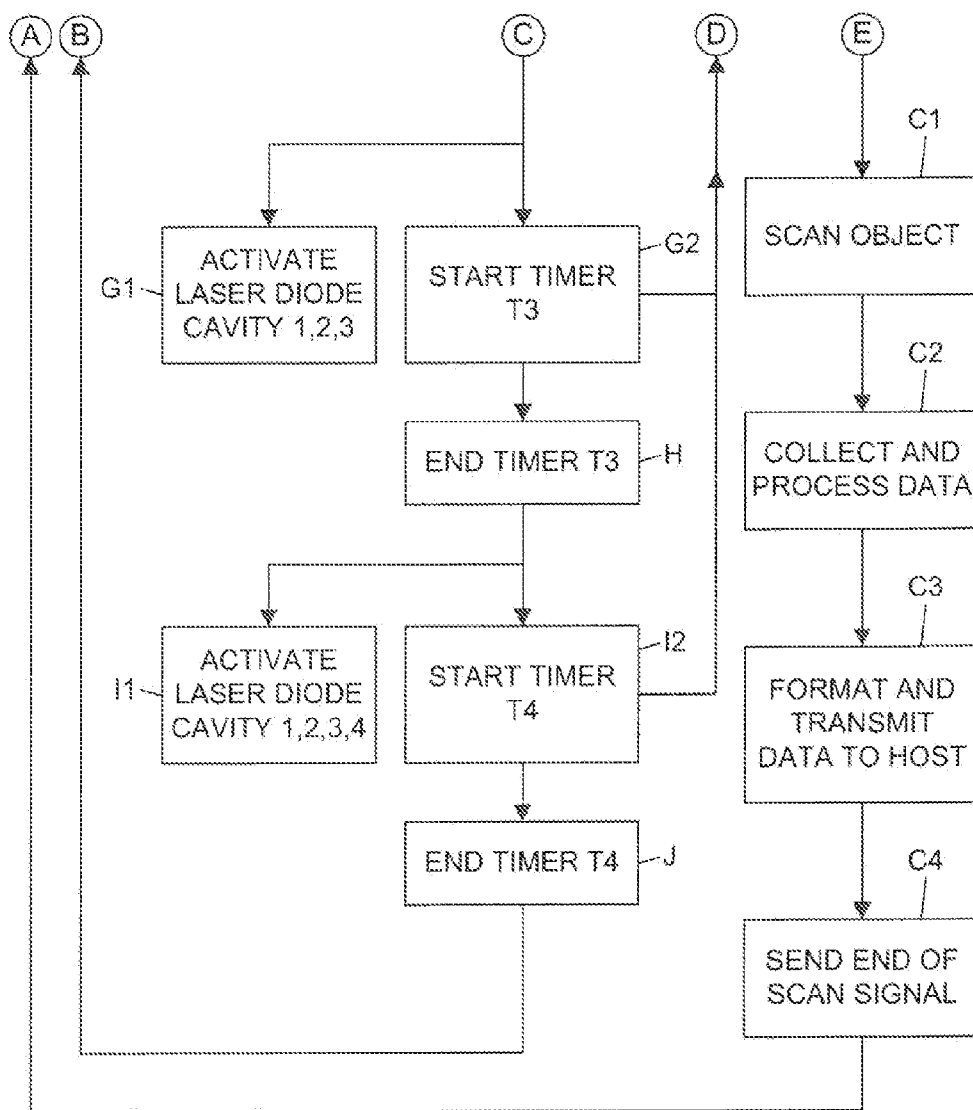 A
B
C
D
E
C1
SCAN OBJECT
G1
ACTIVATE
LASER DIODE
CAVITY 1,2,3
G2
START TIMER
T3
C2
COLLECT AND
PROCESS DATA
END TIMER T3
H
C3
FORMAT AND
TRANSMIT
DATA TO HOST
I1
ACTIVATE
LASER DIODE
CAVITY 1,2,3,4
I2
START TIMER
T4
END TIMER T4
J
C4
SEND END OF
SCAN SIGNAL